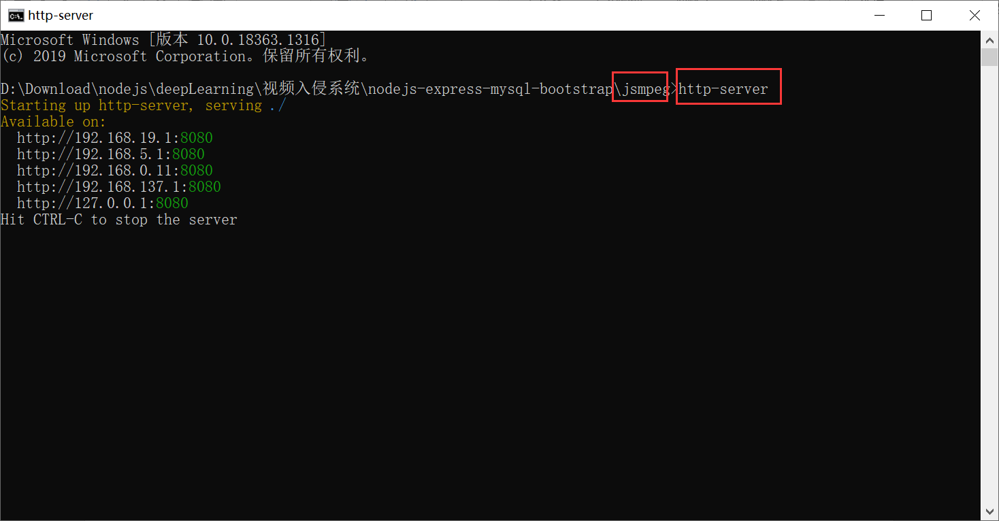 http-server
Microsoft Windows [版本 10.0.18363.1316]
(c) 2019 Microsoft Corporation。保留所有权利。
D:\Download\nodejs\deepLearning\视频入侵系统\nodejs-express-mysql-bootstrap\jsmpeg>http-server
Starting up http-server, serving ./
Available on:
http://192.168.19.1:8080
http://192.168.5.1:8080
http://192.168.0.11:8080
http://192.168.137.1:8080
http://127.0.0.1:8080
Hit CTRL-C to stop the server